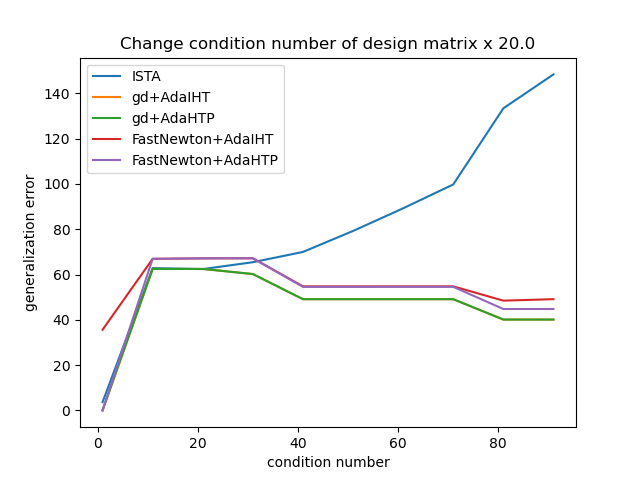 Change condition number of design matrix x 20.0
ISTA
gd+AdaIHT
gd+AdaHTP
FastNewton+AdaIHT
FastNewton+AdaHTP
140
120
100
80
60
40
20
0
generalization error
0
20
40
60
80
condition number